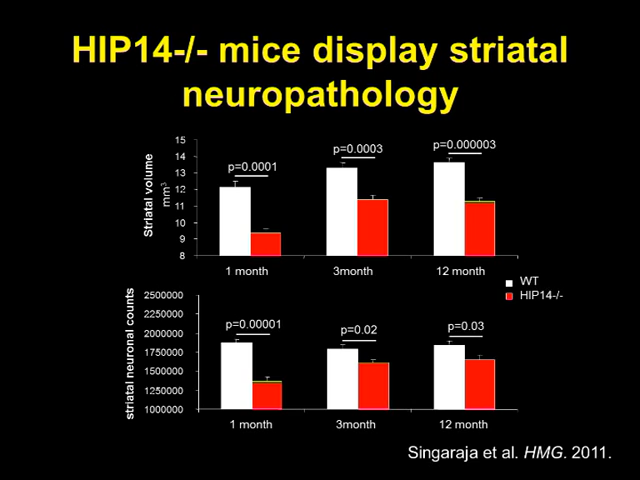 HIP14-/- mice display striatal
neuropathology
Striatal volume
mm³
15
14
13
12
11
10
9
8
p=0.0001
p=0.0003
p=0.000003
1 month
3month
12 month
WT
HIP14-/-
striatal neuronal counts
2500000
2250000
2000000
1750000
1500000
1250000
1000000
p=0.00001
p=0.02
p=0.03
1 month
3month
12 month
Singaraja et al. HMG. 2011.